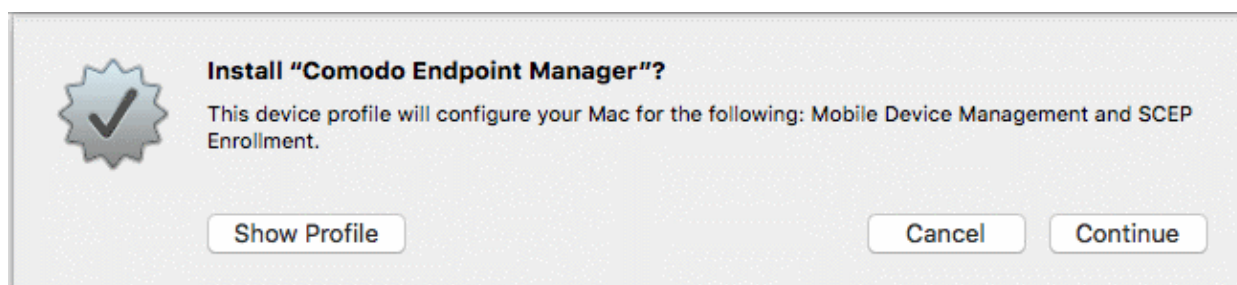 Install “Comodo Endpoint Manager”?
This device profile will configure your Mac for the following: Mobile Device Management and SCEP
Enrollment.
Show Profile
Cancel
Continue